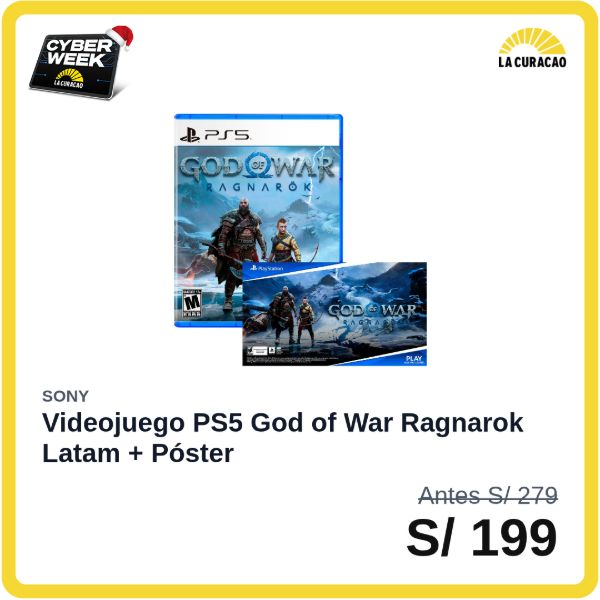 CYBER
WEEK
LA CURACAO
LA CURACAO
PS5
GOD OF WAR
RAGNARÖK
M
PlayStation
GOD OF WAR
RAGNARÖK
PLAY
SONY
Videojuego PS5 God of War Ragnarok
Latam + Póster
Antes S/ 279
S/ 199